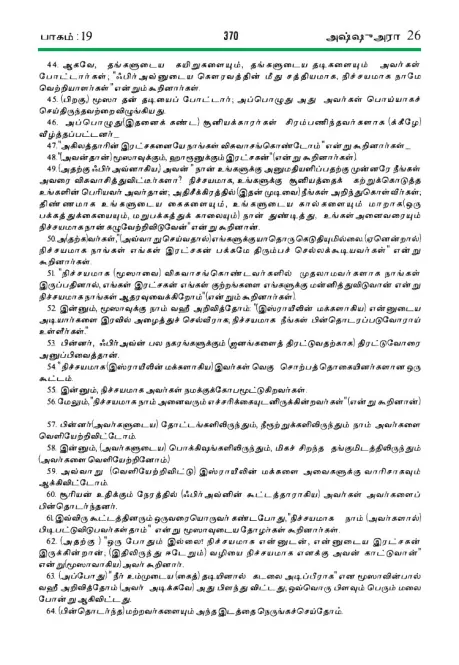 பாகம் : 19 370 அஷ்ஷுஅரா 26
44. ஆகவே, தங்களுடைய கயிறுகளையும், தங்களுடைய தடிகளையும் அவர்கள்
போட்டார்கள்; "ஃபிர்அவ்னுடைய கௌரவத்தின் மீது சத்தியமாக, நிச்சயமாக நாமே
வெற்றியாளர்கள்" என்றும் கூறினார்கள்.
45. (பிறகு,) மூஸா தன் தடியைப் போட்டார்; அப்பொழுது அது அவர்கள் பொய்யாகச்
செய்திருந்தவற்றை விழுங்கியது.
46. அப்பொழுது(இதனைக் கண்ட) சூனியக்காரர் சிரம்பணிந்தவர்களாக (க்கீழே)
வீழ்த்தப்பட்டனர்_
47. "அகிலத்தாரின் இரட்சகனையே நாங்கள் விசுவாசங்கொண்டோம்" என்று கூறினார்கள்_
48. "(அவன்தான்) மூஸாவுக்கும், ஹாரூனுக்கும் இரட்சகன்" (என்று கூறினார்கள்).
49. (அதற்கு ஃபிர்அவ்னாகிய) அவன் "நான் உங்களுக்கு அனுமதியளிப்பதற்கு முன்னரே நீங்கள்
அவரை விசுவாசித்துவிட்டீர்களா? நிச்சயமாக, உங்களுக்கு சூனியத்தைக் கற்றுக்கொடுத்த
உங்களின் பெரியவர் அவர்தான்; அதிசீக்கிரத்தில் (இதன் முடிவை) நீங்கள் அறிந்துகொள்வீர்கள்;
திண்ணமாக உங்களுடைய கைகளையும், உங்களுடைய கால்களையும் மாறாக(ஒரு
பக்கத்துக்கையையும், மறுபக்கத்துக் காலையும்) நான் துண்டித்து, உங்கள் அனைவரையும்
நிச்சயமாக நான் கழுவேற்றிவிடுவேன்" என்று கூறினான்.
50. அ(தற்க)வர்கள், "(அவ்வாறு செய்வதால்) எங்களுக்கு யாதொரு கெடுதியுமில்லை. (ஏனென்றால்)
நிச்சயமாக நாங்கள் எங்கள் இரட்சகன் பக்கமே திரும்பச் செல்லக்கூடியவர்கள்" என்று
கூறினார்கள்.
51. "நிச்சயமாக (மூஸாவை) விசுவாசங்கொண்டவர்களில் முதலாமவர்களாக நாங்கள்
இருப்பதினால், எங்கள் இரட்சகன் எங்கள் குற்றங்களை எங்களுக்கு மன்னித்துவிடுவான் என்று
நிச்சயமாக நாங்கள் ஆதரவுவைக்கிறோம்" (என்றும் கூறினார்கள்).
52. இன்னும், மூஸாவுக்கு நாம் வஹீ அறிவித்தோம்: "(இஸ்ராயீலின் மக்களாகிய) என்னுடைய
அடியார்களை இரவில் அழைத்துச் செல்வீராக, நிச்சயமாக நீங்கள் பின்தொடரப்படுவோராய்
உள்ளீர்கள்."
53. பின்னர், ஃபிர்அவ்ன் பல நகரங்களுக்கும் (ஜனங்களைத் திரட்டுவதற்காக) திரட்டுவோரை
அனுப்பிவைத்தான்.
54. "நிச்சயமாக(இஸ்ராயீலின் மக்களாகிய) இவர்கள் வெகு சொற்பத்தொகையினர்களான ஒரு
கூட்டம்.
55. இன்னும், நிச்சயமாக அவர்கள் நமக்குக்கோபமூட்டுகிறவர்கள்.
56. மேலும், "நிச்சயமாக நாம் அனைவரும் எச்சரிக்கையுடனிருக்கின்றவர்கள்" (என்று கூறினான்.)
57. பின்னர்(அவர்களுடைய) தோட்டங்களிலிருந்தும், நீரூற்றுக்களிலிருந்தும் நாம் அவர்களை
வெளியேற்றிவிட்டோம்.
58. இன்னும், (அவர்களுடைய) பொக்கிஷங்களிலிருந்தும், மிகச் சிறந்த தங்குமிடத்திலிருந்தும்
(அவர்களை வெளியேற்றினோம்.)
59. அவ்வாறு (வெளியேற்றிவிட்டு) இஸ்ராயீலின் மக்களை அவைகளுக்கு வாரிசாகவும்
ஆக்கிவிட்டோம்.
60. சூரியன் உதிக்கும் நேரத்தில் (ஃபிர்அவ்னின் கூட்டத்தாராகிய) அவர்கள் அவர்களைப்
பின்தொடர்ந்தனர்.
61. இவ்விரு கூட்டத்தினரும் ஒருவரையொருவர் கண்டபோது, "நிச்சயமாக நாம் (அவர்களால்)
பிடிபட்டுவிடுபவர்கள்தாம்" என்று மூஸாவுடைய தோழர்கள் கூறினார்கள்.
62. (அதற்கு) "ஒரு போதும் இல்லை! நிச்சயமாக என்னுடன், என்னுடைய இரட்சகன்
இருக்கின்றான், (இதிலிருந்து ஈடேறும்) வழியை நிச்சயமாக எனக்கு அவன் காட்டுவான்"
என்று(மூஸாவாகிய) அவர் கூறினார்.
63. (அப்போது) "நீர் உம்முடைய (கைத்) தடியினால் கடலை அடிப்பீராக" என மூஸாவின்பால்
வஹீ அறிவித்தோம் (அவர் அடிக்கவே) அது பிளந்து விட்டது, ஒவ்வொரு பிளவும் பெரும் மலை
போன்று ஆகிவிட்டது.
64. (பின்தொடர்ந்த) மற்றவர்களையும் அந்த இடத்தை நெருங்கச்செய்தோம்.